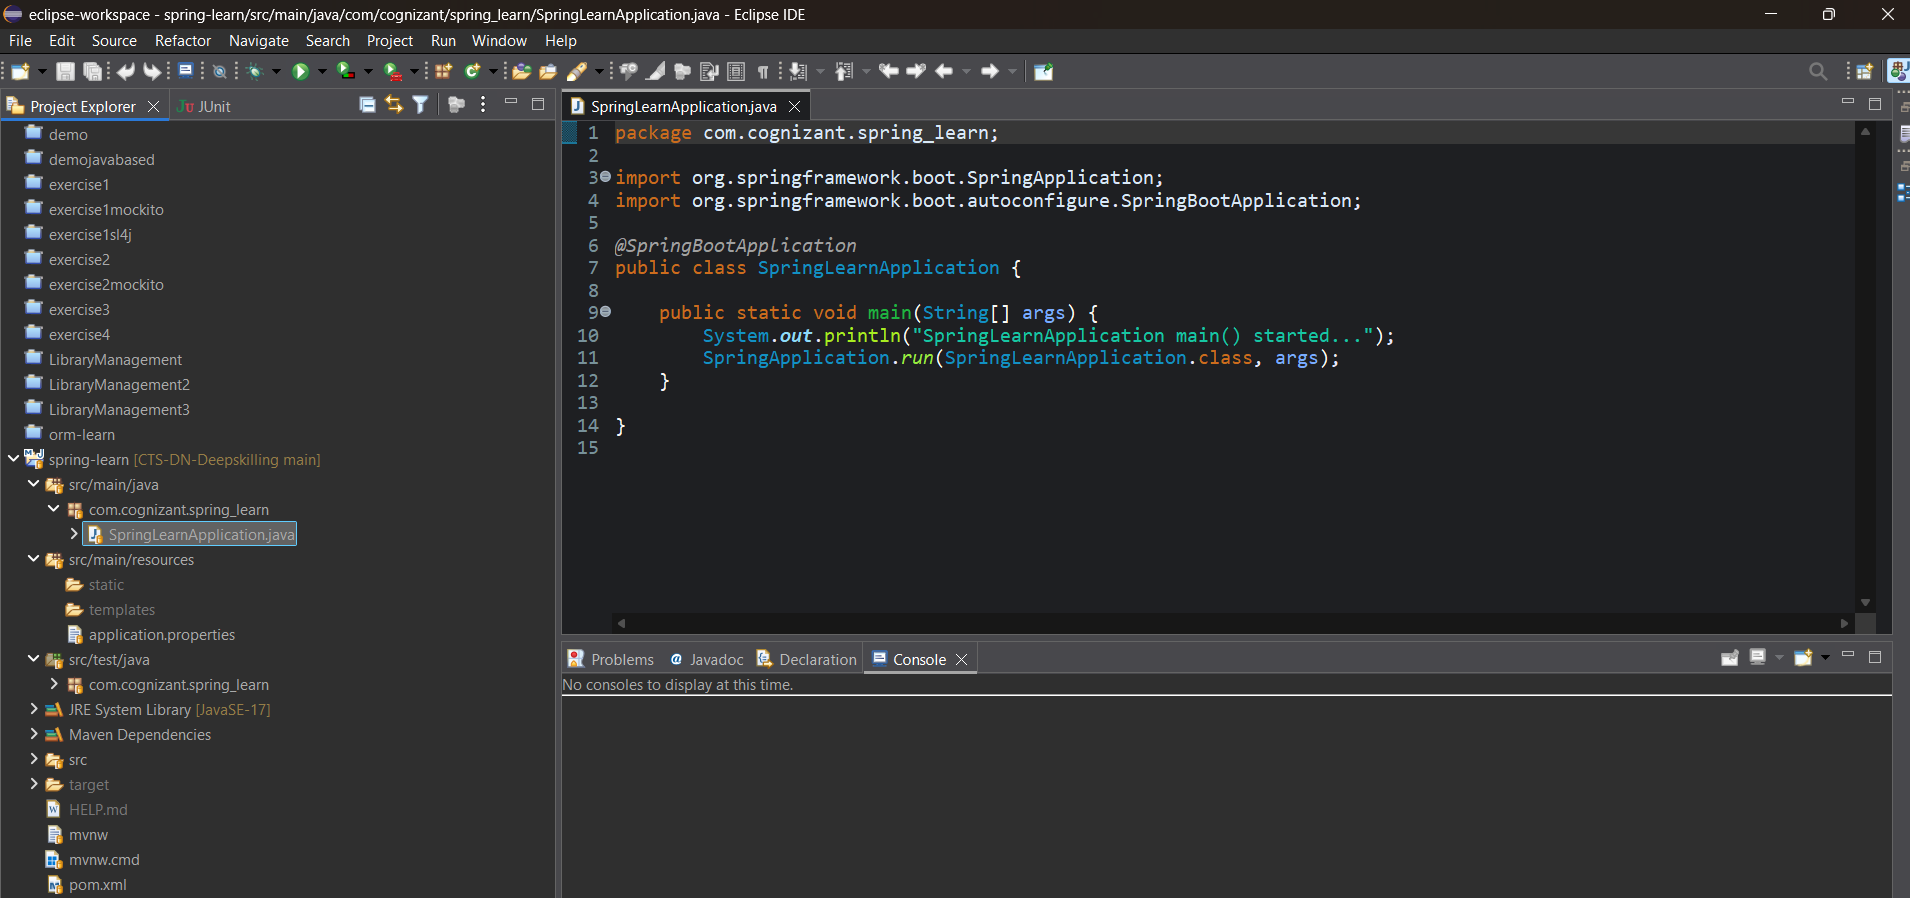 eclipse-workspace - spring-learn/src/main/java/com/cognizant/spring_learn/SpringLearnApplication.java - Eclipse IDE
File Edit Source Refactor Navigate Search Project Run Window Help
Project Explorer
JUnit
demo
demojavabased
exercise1
exercise1mockito
exercise1sl4j
exercise2
exercise2mockito
exercise3
exercise4
LibraryManagement
LibraryManagement2
LibraryManagement3
orm-learn
spring-learn [CTS-DN-Deepskilling main]
src/main/java
com.cognizant.spring_learn
SpringLearnApplication.java
src/main/resources
static
templates
application.properties
src/test/java
com.cognizant.spring_learn
JRE System Library [JavaSE-17]
Maven Dependencies
src
target
HELP.md
mvnw
mvnw.cmd
pom.xml
SpringLearnApplication.java
1 package com.cognizant.spring_learn;
2
3 import org.springframework.boot.SpringApplication;
4 import org.springframework.boot.autoconfigure.SpringBootApplication;
5
6 @SpringBootApplication
7 public class SpringLearnApplication {
8
9 public static void main(String[] args) {
10 System.out.println("SpringLearnApplication main() started...");
11 SpringApplication.run(SpringLearnApplication.class, args);
12 }
13
14 }
15
Problems Javadoc Declaration Console
No consoles to display at this time.